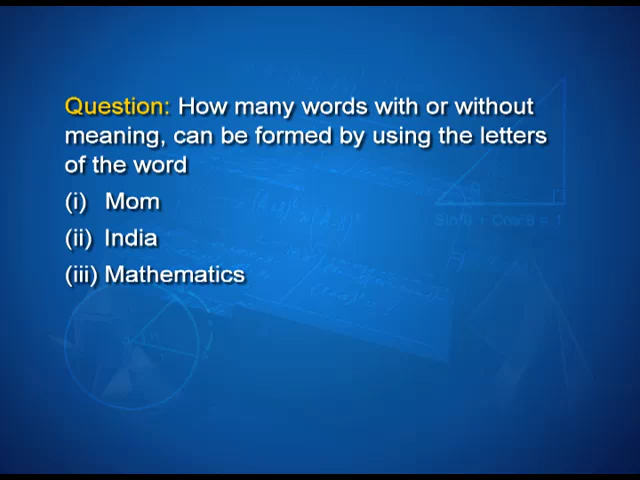 Question: How many words with or without
meaning, can be formed by using the letters
of the word
(i) Mom
(ii) India
(iii) Mathematics